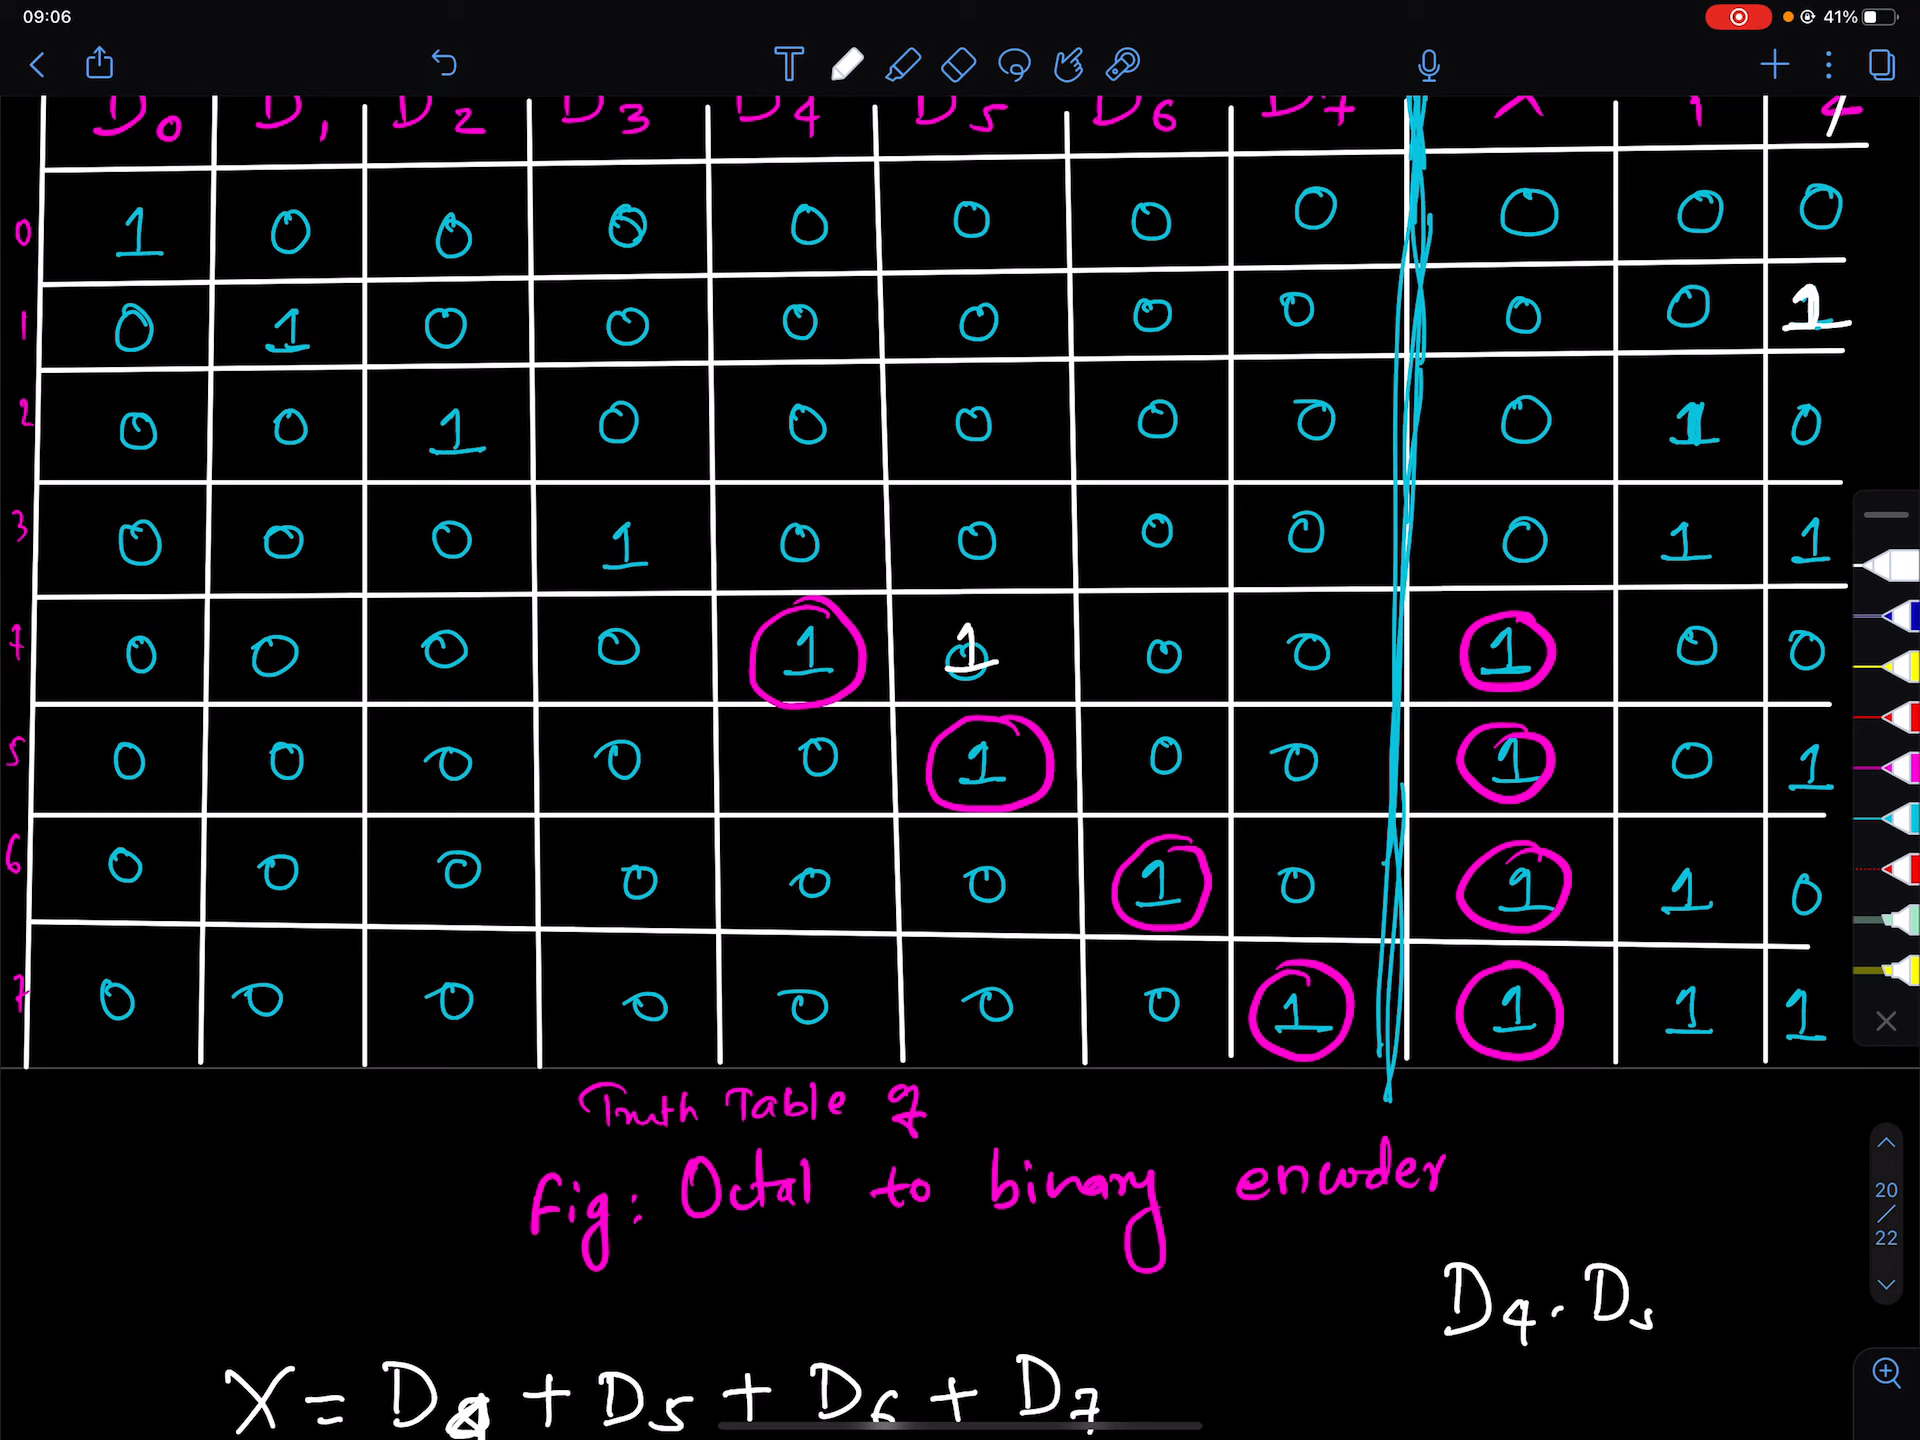 09:06 41%
D0 D1 D2 D3 D4 D5 D6 D7 X Y Z
0 1 0 0 0 0 0 0 0 0 0 0
1 0 1 0 0 0 0 0 0 0 0 1
2 0 0 1 0 0 0 0 0 0 1 0
3 0 0 0 1 0 0 0 0 0 1 1
0 0 0 0 1 1 0 0 1 0 0
5 0 0 0 0 0 1 0 0 1 0 1
6 0 0 0 0 0 0 1 0 1 1 0
7 0 0 0 0 0 0 0 1 1 1 1
Truth Table of
fig: Octal to binary encoder
20
/
22
D4 . D5
X = D4 + D5 + D6 + D7